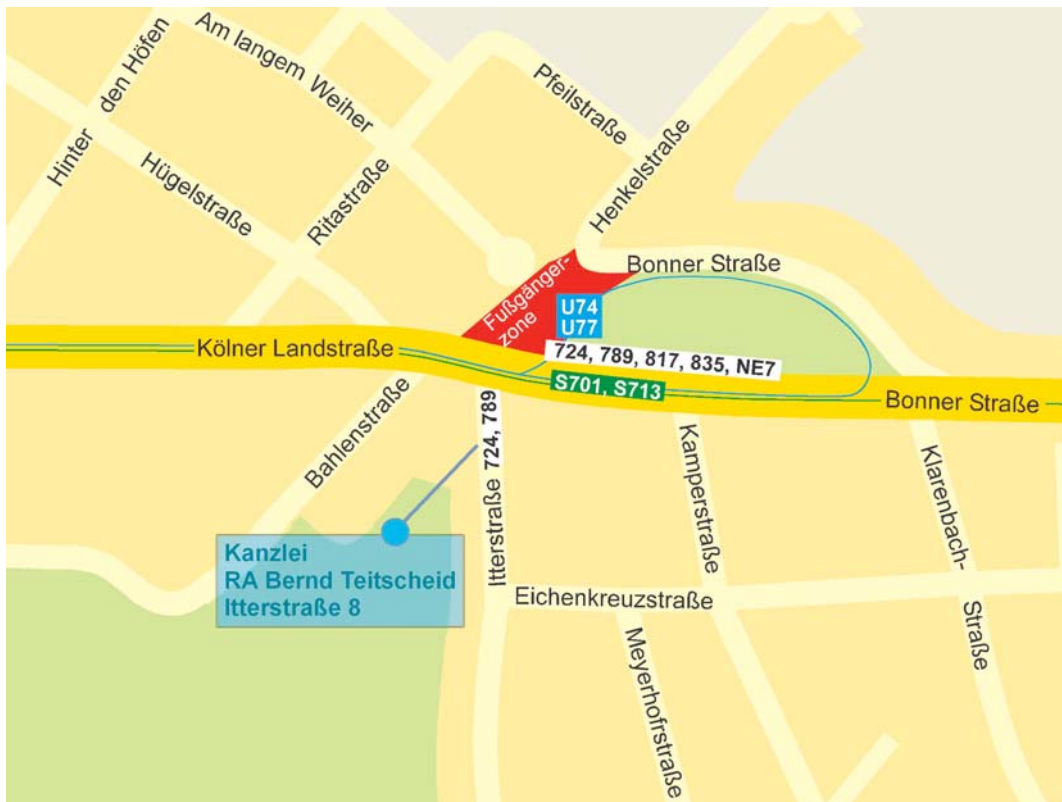 Am langem Weiher
Hinter den Höfen
Hügelstraße
Ritastraße
Pfeilstraße
Henkelstraße
Bonner Straße
Fußgänger-
zone
U74
U77
Kölner Landstraße
724, 789, 817, 835, NE7
S701, S713
Bonner Straße
Bahlenstraße
Itterstraße 724, 789
Kamperstraße
Klarenbach-
Straße
Kanzlei
RA Bernd Teitscheid
Itterstraße 8
Eichenkreuzstraße
Meyerhofrstraße